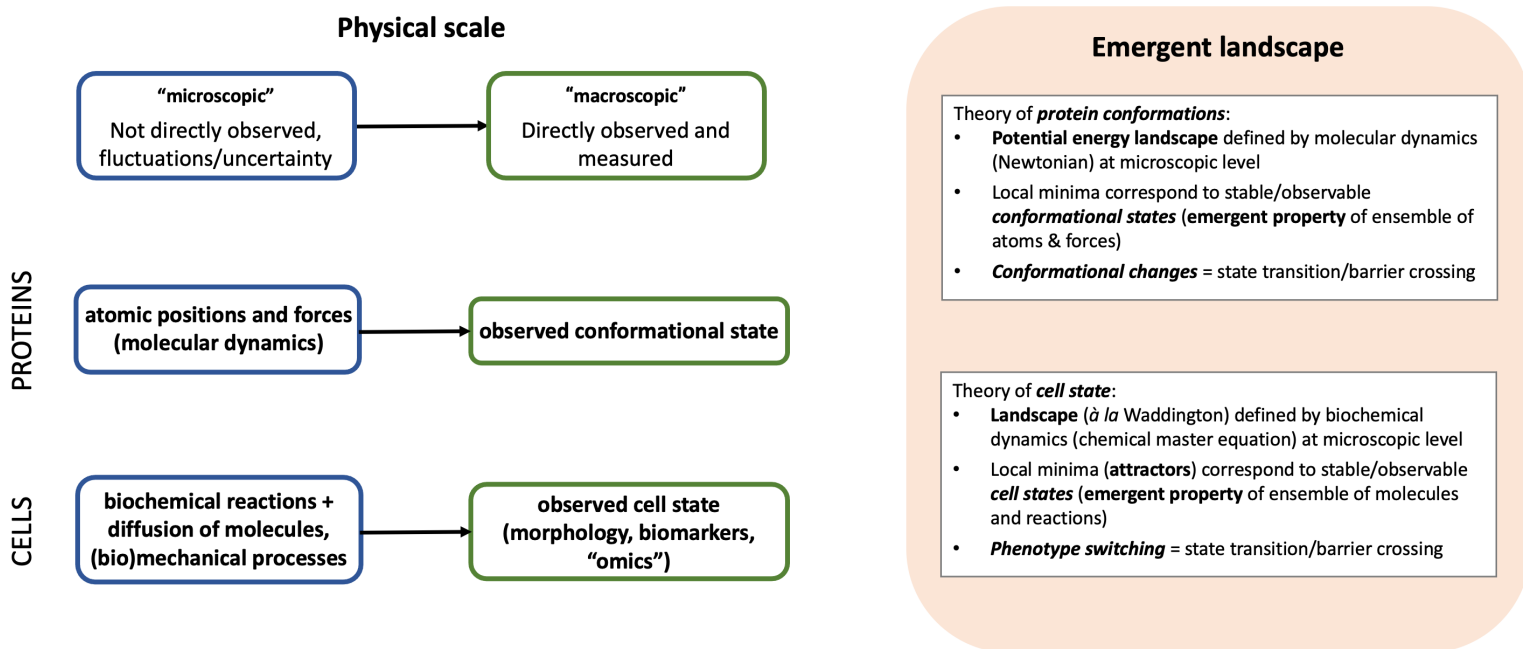 Physical scale
“microscopic”
Not directly observed,
fluctuations/uncertainty
“macroscopic”
Directly observed and
measured
PROTEINS
atomic positions and forces
(molecular dynamics)
observed conformational state
CELLS
biochemical reactions +
diffusion of molecules,
(bio)mechanical processes
observed cell state
(morphology, biomarkers,
“omics”)
Emergent landscape
Theory of protein conformations:
• Potential energy landscape defined by molecular dynamics
(Newtonian) at microscopic level
• Local minima correspond to stable/observable
conformational states (emergent property of ensemble of
atoms & forces)
• Conformational changes = state transition/barrier crossing
Theory of cell state:
• Landscape (à la Waddington) defined by biochemical
dynamics (chemical master equation) at microscopic level
• Local minima (attractors) correspond to stable/observable
cell states (emergent property of ensemble of molecules
and reactions)
• Phenotype switching = state transition/barrier crossing